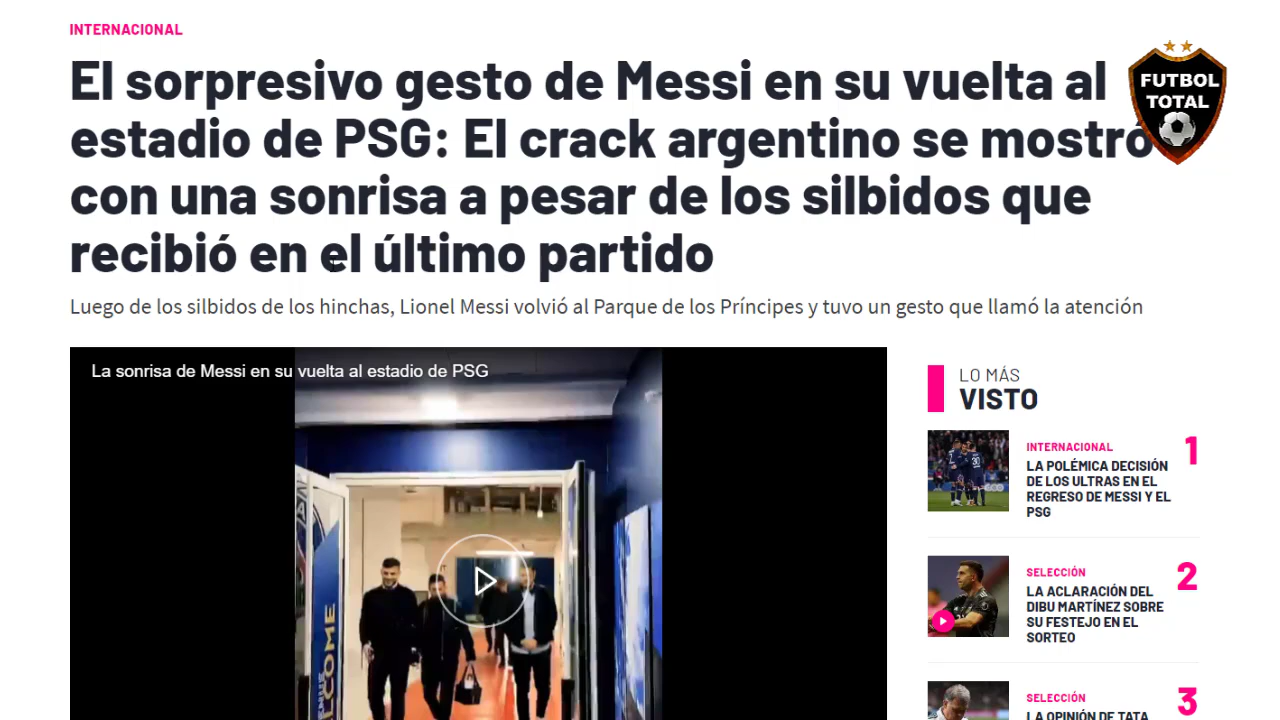 INTERNACIONAL
El sorpresivo gesto de Messi en su vuelta al
estadio de PSG: El crack argentino se mostró
con una sonrisa a pesar de los silbidos que
recibió en el último partido
FUTBOL
TOTAL
Luego de los silbidos de los hinchas, Lionel Messi volvió al Parque de los Príncipes y tuvo un gesto que llamó la atención
La sonrisa de Messi en su vuelta al estadio de PSG
LO MÁS
VISTO
INTERNACIONAL
1
LA POLÉMICA DECISIÓN
DE LOS ULTRAS EN EL
REGRESO DE MESSI Y EL
PSG
SELECCIÓN
2
LA ACLARACIÓN DEL
DIBU MARTÍNEZ SOBRE
SU FESTEJO EN EL
SORTEO
SELECCIÓN
3
LA OPINIÓN DE TATA